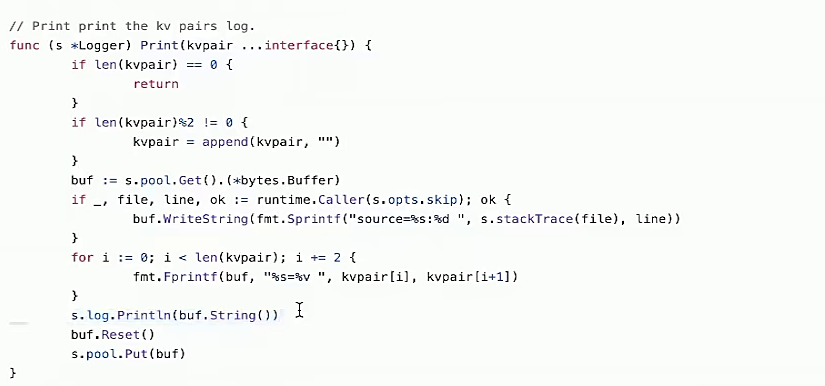 // Print print the kv pairs log.
func (s *Logger) Print(kvpair ...interface{}) {
        if len(kvpair) == 0 {
                return
        }
        if len(kvpair)%2 != 0 {
                kvpair = append(kvpair, "")
        }
        buf := s.pool.Get().(*bytes.Buffer)
        if _, file, line, ok := runtime.Caller(s.opts.skip); ok {
                buf.WriteString(fmt.Sprintf("source=%s:%d ", s.stackTrace(file), line))
        }
        for i := 0; i < len(kvpair); i += 2 {
                fmt.Fprintf(buf, "%s=%v ", kvpair[i], kvpair[i+1])
        }
        s.log.Println(buf.String())
        buf.Reset()
        s.pool.Put(buf)
}